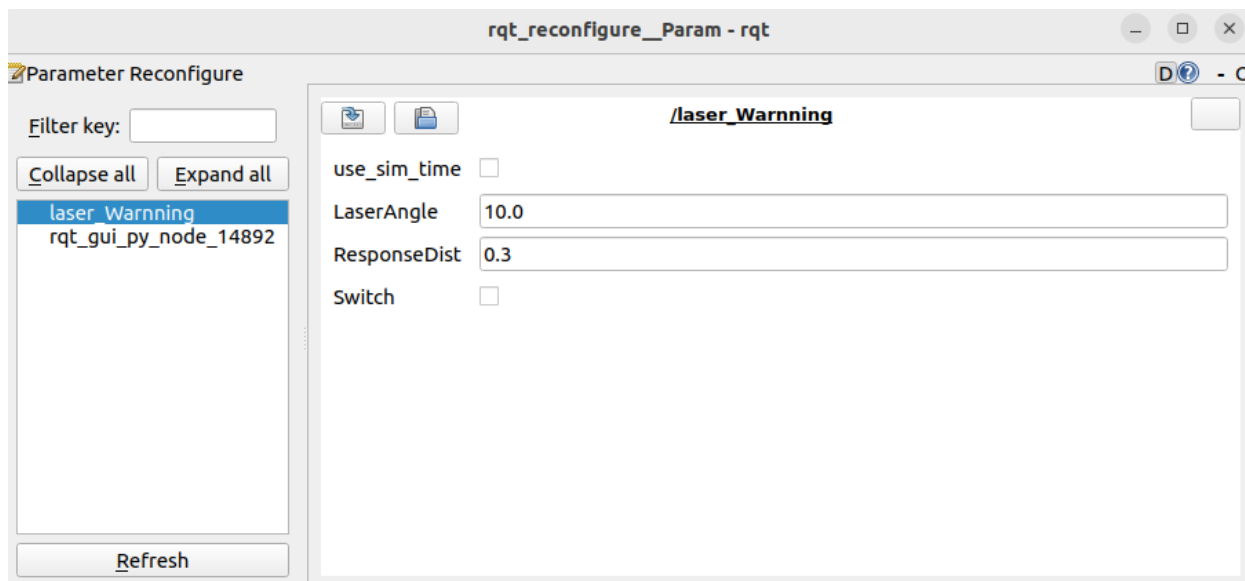 rqt_reconfigure__Param - rqt
Parameter Reconfigure
D ? - O
Filter key:
Collapse all Expand all
laser_Warnning
rqt_gui_py_node_14892
Refresh
/laser_Warnning
use_sim_time
LaserAngle 10.0
ResponseDist 0.3
Switch